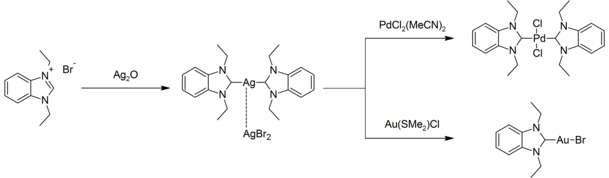 PdCl2(MeCN)2
Cl
N N
Pd
N N
Cl
N+
Br-
N
Ag2O
N N
Ag
N N
AgBr2
Au(SMe2)Cl
N
Au-Br
N